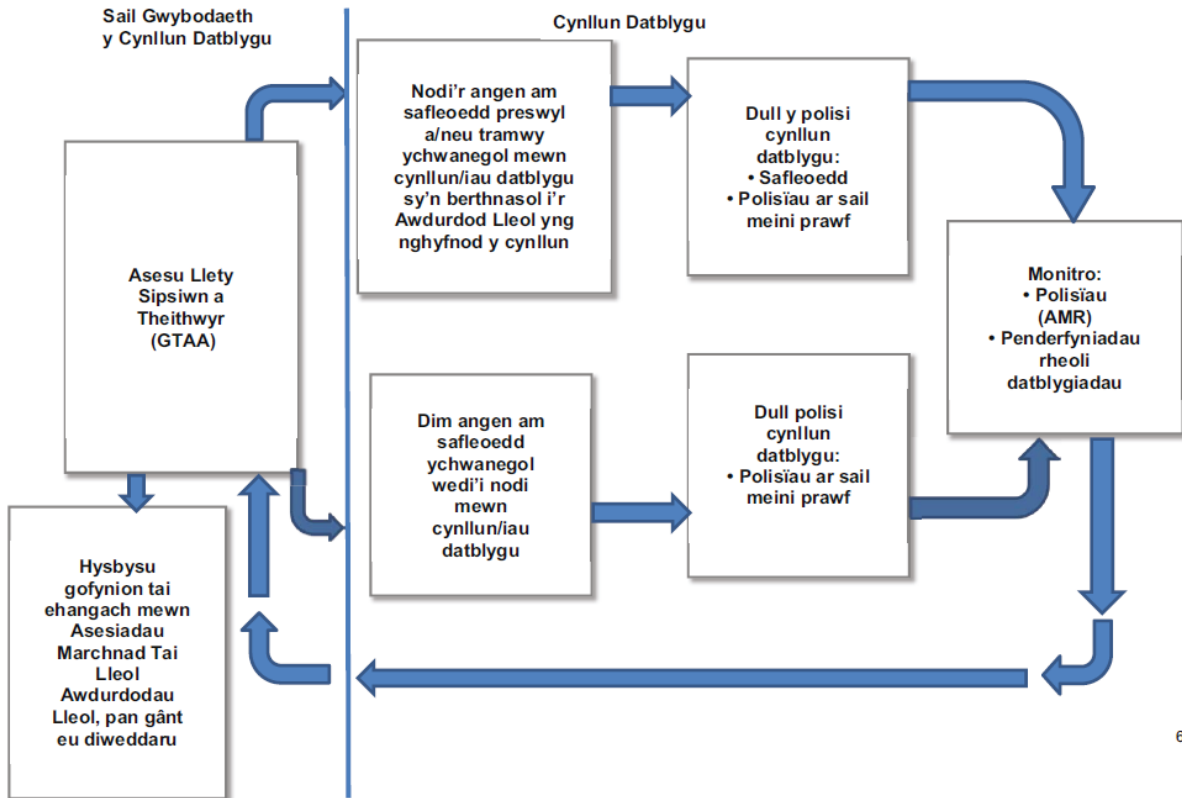 Sail Gwybodaeth
y Cynllun Datblygu
Cynllun Datblygu
Asesu Llety
Sipsiwn a
Theithwyr
(GTAA)
Hysbysu
gofynion tai
ehangach mewn
Asesiadau
Marchnad Tai
Lleol
Awdurdodau
Lleol, pan gânt
eu diweddaru
Nodi'r angen am
safleoedd preswyl
a/neu tramwy
ychwanegol mewn
cynllun/iau datblygu
sy'n berthnasol i'r
Awdurdod Lleol yng
nghyfnod y cynllun
Dull y polisi
cynllun
datblygu:
• Safleoedd
• Polisïau ar sail
meini prawf
Dim angen am
safleoedd
ychwanegol
wedi'i nodi
mewn
cynllun/iau
datblygu
Dull polisi
cynllun
datblygu:
• Polisïau ar sail
meini prawf
Monitro:
• Polisïau
(AMR)
• Penderfyniadau
rheoli
datblygiadau
6